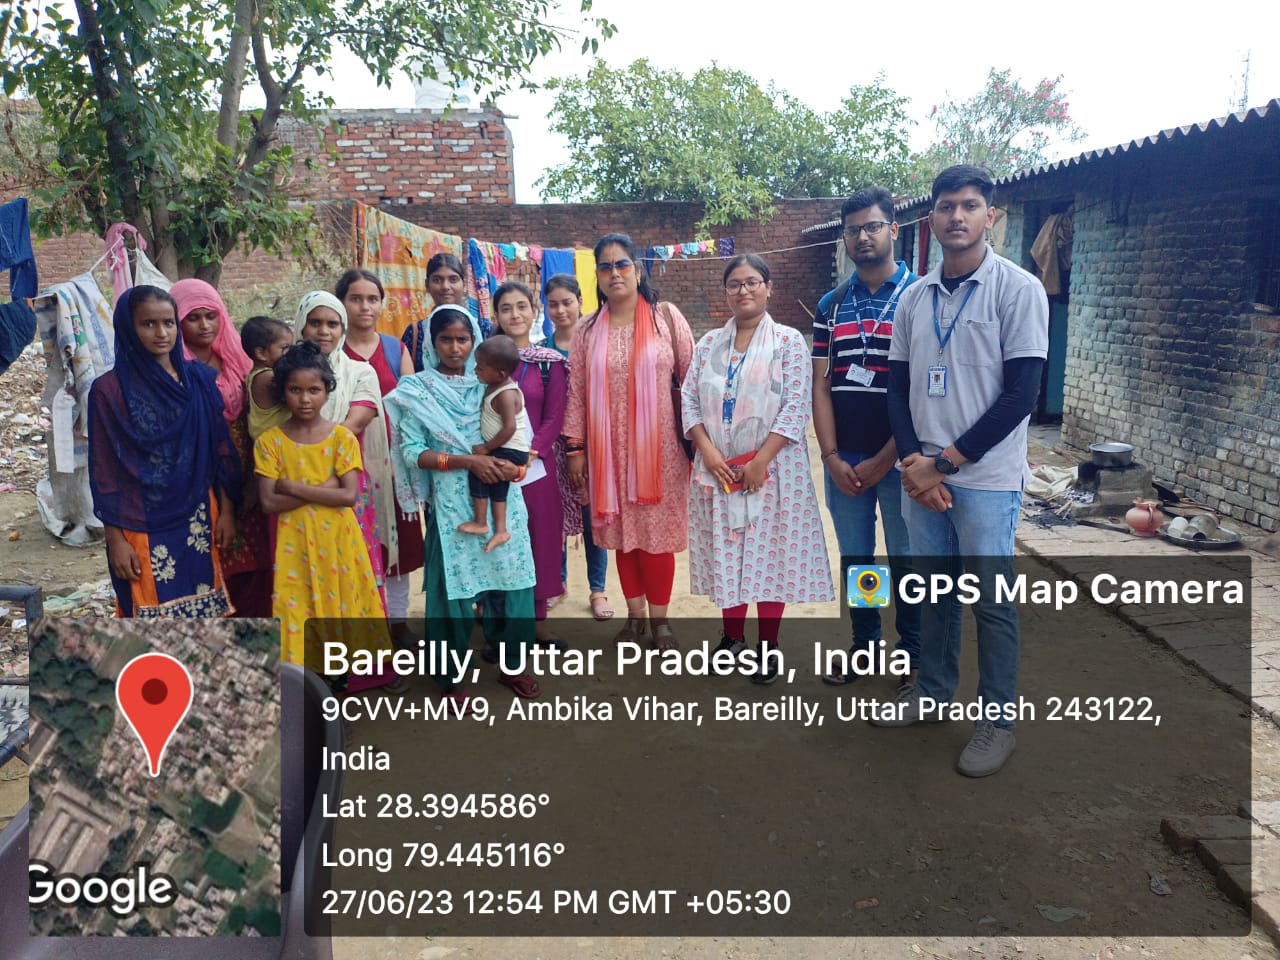 GPS Map Camera
Bareilly, Uttar Pradesh, India
9CVV+MV9, Ambika Vihar, Bareilly, Uttar Pradesh 243122,
India
Lat 28.394586°
Long 79.445116°
27/06/23 12:54 PM GMT +05:30
Google